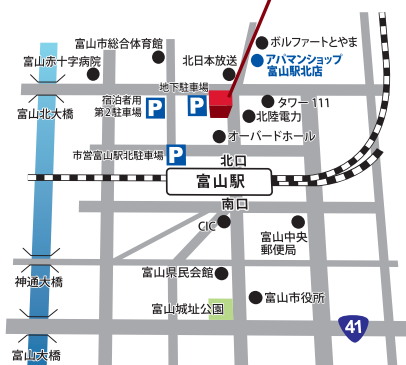 ボルファートとやま
富山市総合体育館
北日本放送
アパマンショップ
富山駅北店
富山赤十字病院
地下駐車場
宿泊者用
第2駐車場
P
P
タワー111
富山北大橋
北陸電力
オーバードホール
市営富山駅北駐車場
P
北口
富山駅
南口
CIC
富山中央
郵便局
富山県民会館
神通大橋
富山市役所
富山城址公園
41
富山大橋